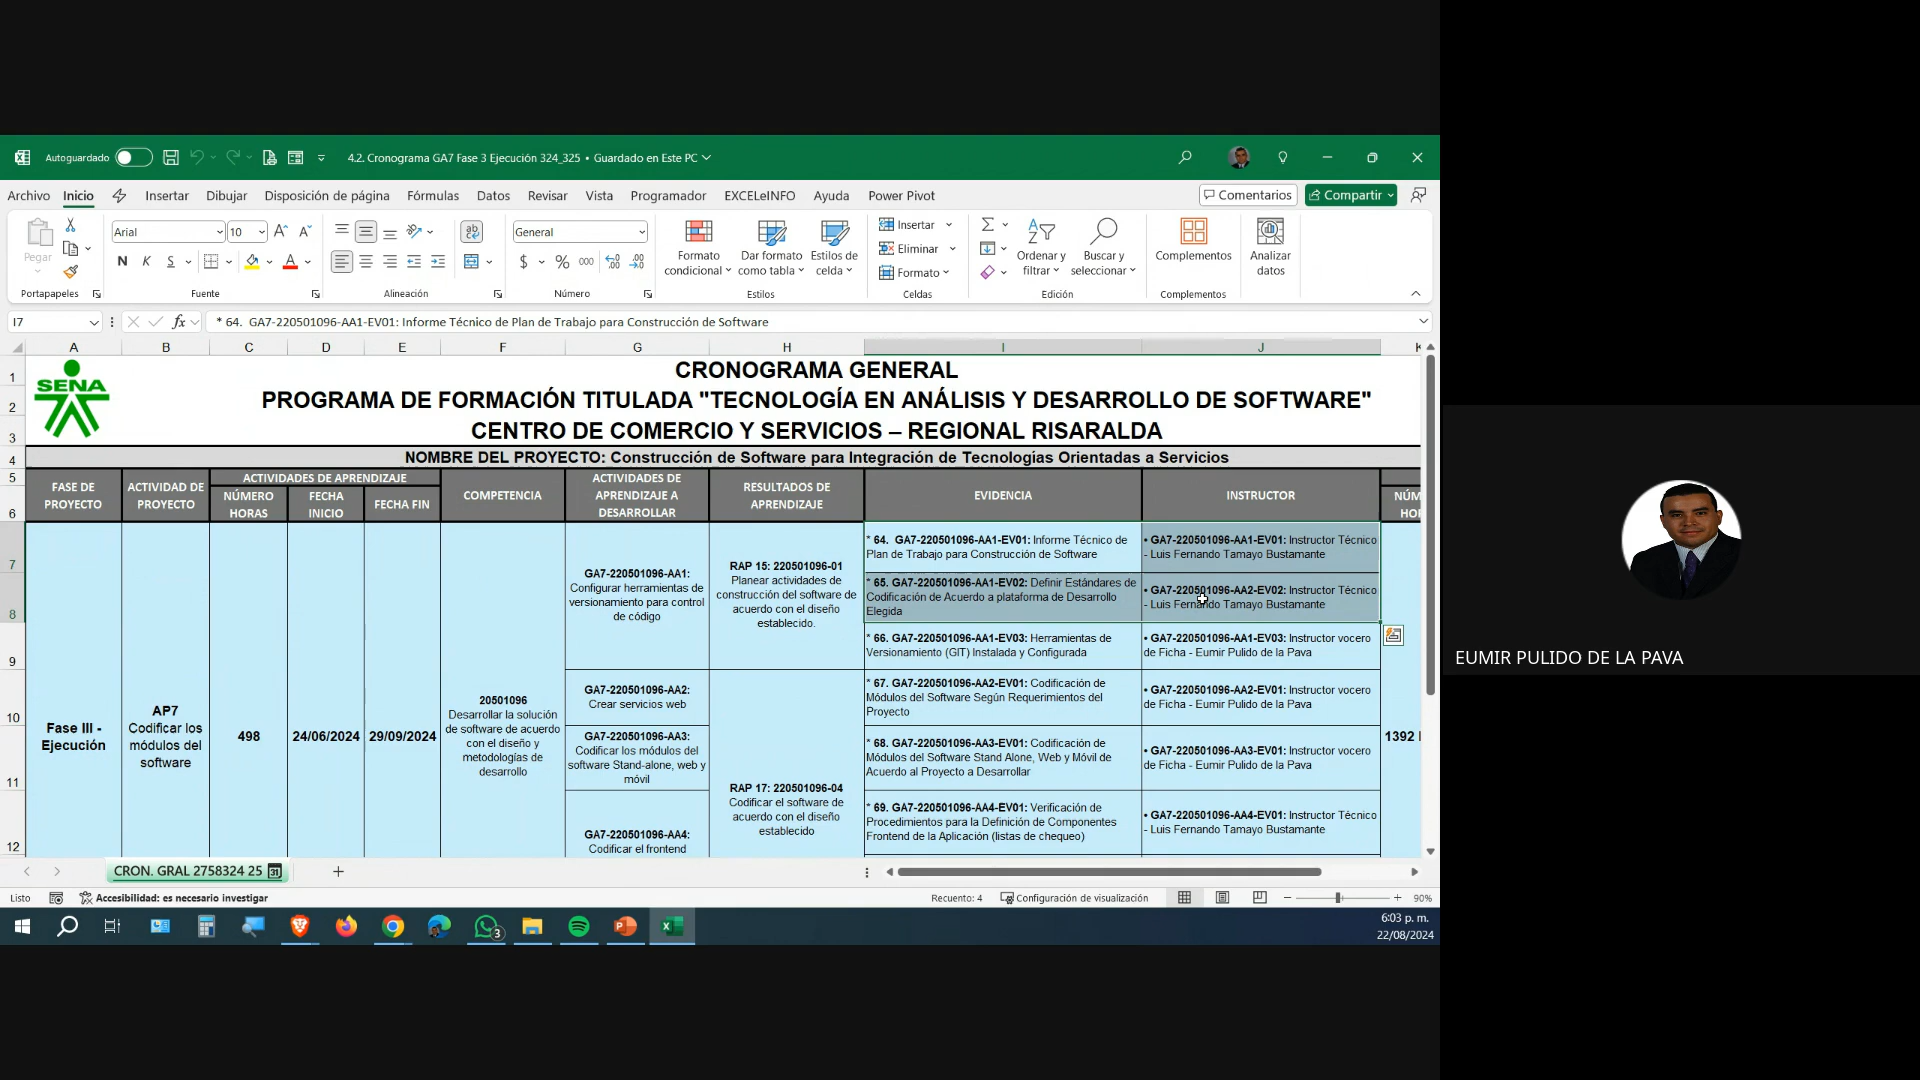 Autoguardado
4.2. Cronograma GA7 Fase 3 Ejecución 324_325 • Guardado en Este PC
Archivo Inicio Insertar Dibujar Disposición de página Fórmulas Datos Revisar Vista Programador EXCELeINFO Ayuda Power Pivot Comentarios Compartir
Pegar
Arial 10
N K S
General
$ % 000
Formato condicional
Dar formato como tabla
Estilos de celda
Insertar
Eliminar
Formato
Ordenar y filtrar
Buscar y seleccionar
Complementos
Analizar datos
Portapapeles Fuente Alineación Número Estilos Celdas Edición Complementos
I7 fx * 64. GA7-220501096-AA1-EV01: Informe Técnico de Plan de Trabajo para Construcción de Software
A B C D E F G H I J K
1
2
3
4
5
6
7
8
9
10
11
12
SENA
CRONOGRAMA GENERAL
PROGRAMA DE FORMACIÓN TITULADA "TECNOLOGÍA EN ANÁLISIS Y DESARROLLO DE SOFTWARE"
CENTRO DE COMERCIO Y SERVICIOS – REGIONAL RISARALDA
NOMBRE DEL PROYECTO: Construcción de Software para Integración de Tecnologías Orientadas a Servicios
FASE DE
PROYECTO
ACTIVIDAD DE
PROYECTO
ACTIVIDADES DE APRENDIZAJE
NÚMERO
HORAS
FECHA
INICIO
FECHA FIN
COMPETENCIA
ACTIVIDADES DE
APRENDIZAJE A
DESARROLLAR
RESULTADOS DE
APRENDIZAJE
EVIDENCIA
INSTRUCTOR
Fase III -
Ejecución
AP7
Codificar los
módulos del
software
498
24/06/2024
29/09/2024
20501096
Desarrollar la solución
de software de acuerdo
con el diseño y
metodologías de
desarrollo
GA7-220501096-AA1:
Configurar herramientas de
versionamiento para control
de código
GA7-220501096-AA2:
Crear servicios web
GA7-220501096-AA3:
Codificar los módulos del
software Stand-alone, web y
móvil
GA7-220501096-AA4:
Codificar el frontend
RAP 15: 220501096-01
Planear actividades de
construcción del software de
acuerdo con el diseño
establecido.
RAP 17: 220501096-04
Codificar el software de
acuerdo con el diseño
establecido
* 64. GA7-220501096-AA1-EV01: Informe Técnico de
Plan de Trabajo para Construcción de Software
* 65. GA7-220501096-AA1-EV02: Definir Estándares de
Codificación de Acuerdo a plataforma de Desarrollo
Elegida
* 66. GA7-220501096-AA1-EV03: Herramientas de
Versionamiento (GIT) Instalada y Configurada
* 67. GA7-220501096-AA2-EV01: Codificación de
Módulos del Software Según Requerimientos del
Proyecto
* 68. GA7-220501096-AA3-EV01: Codificación de
Módulos del Software Stand Alone, Web y Móvil de
Acuerdo al Proyecto a Desarrollar
* 69. GA7-220501096-AA4-EV01: Verificación de
Procedimientos para la Definición de Componentes
Frontend de la Aplicación (listas de chequeo)
• GA7-220501096-AA1-EV01: Instructor Técnico
- Luis Fernando Tamayo Bustamante
• GA7-220501096-AA2-EV02: Instructor Técnico
- Luis Fernando Tamayo Bustamante
• GA7-220501096-AA1-EV03: Instructor vocero
de Ficha - Eumir Pulido de la Pava
• GA7-220501096-AA2-EV01: Instructor vocero
de Ficha - Eumir Pulido de la Pava
• GA7-220501096-AA3-EV01: Instructor vocero
de Ficha - Eumir Pulido de la Pava
• GA7-220501096-AA4-EV01: Instructor Técnico
- Luis Fernando Tamayo Bustamante
1392
CRON. GRAL 2758324 25
Listo Accesibilidad: es necesario investigar Recuento: 4 Configuración de visualización 90%
3
6:03 p. m.
22/08/2024
EUMIR PULIDO DE LA PAVA